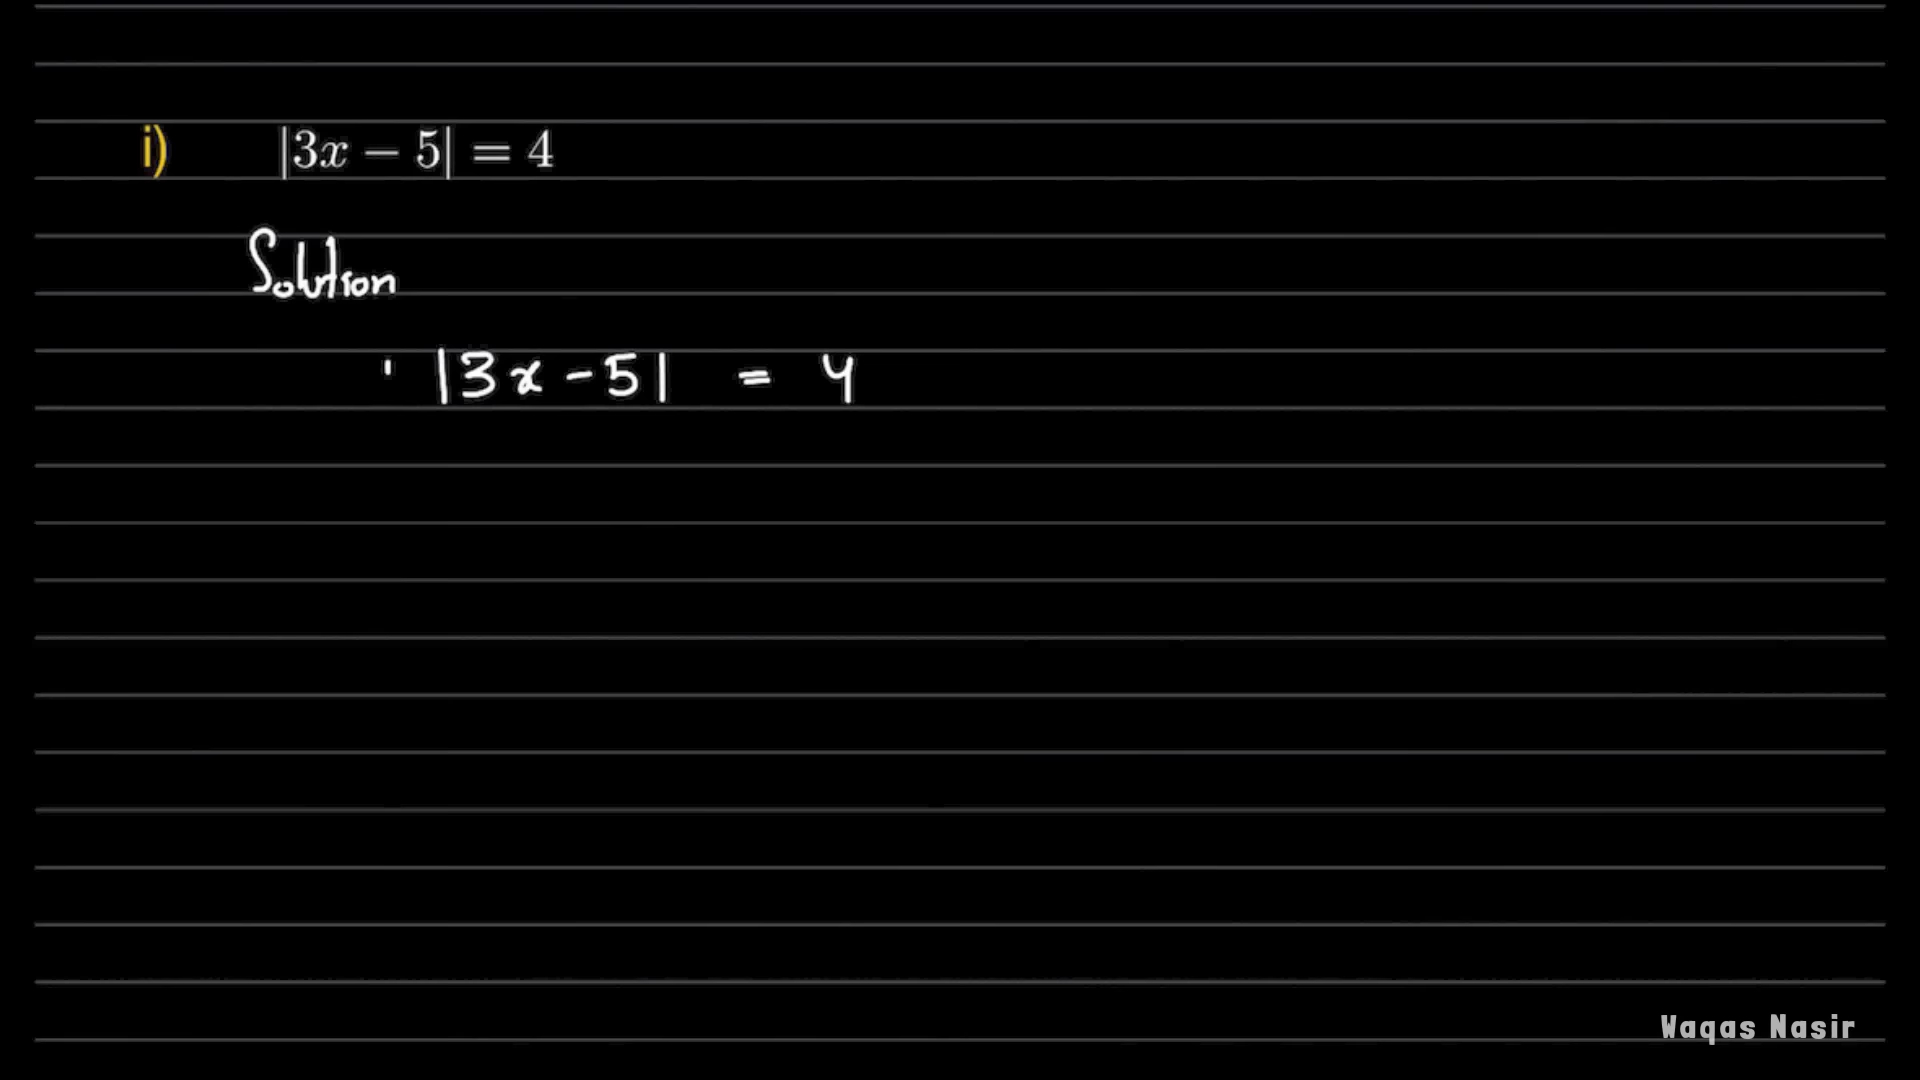 i) |3x − 5| = 4
Solution
|3x - 5| = 4
Waqas Nasir